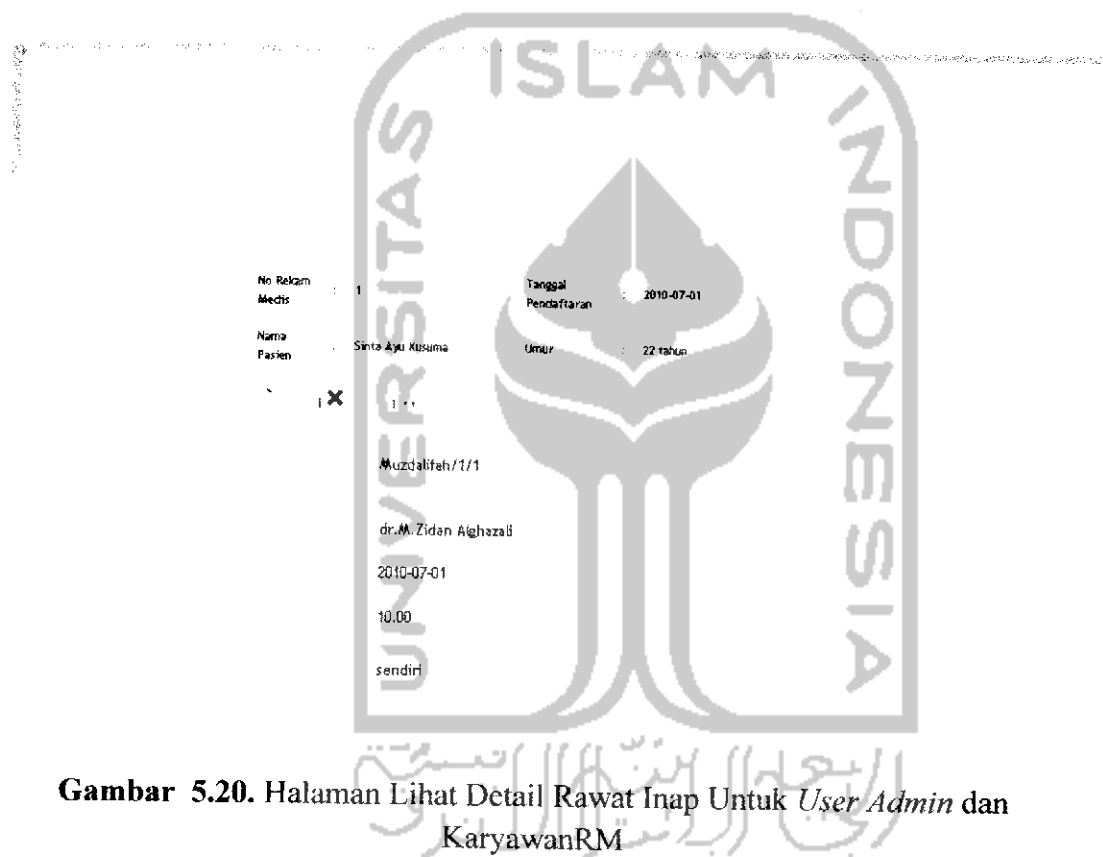 ISLAM
UNIVERSITAS
INDONESIA
No Rekam Medis : 1
Tanggal Pendaftaran : 2010-07-01
Nama Pasien : Sinta Ayu Kusuma
Umur : 22 tahun
Muzdalifah/1/1
dr.M.Zidan Alghazali
2010-07-01
10.00
sendiri
Gambar 5.20. Halaman Lihat Detail Rawat Inap Untuk User Admin dan
KaryawanRM